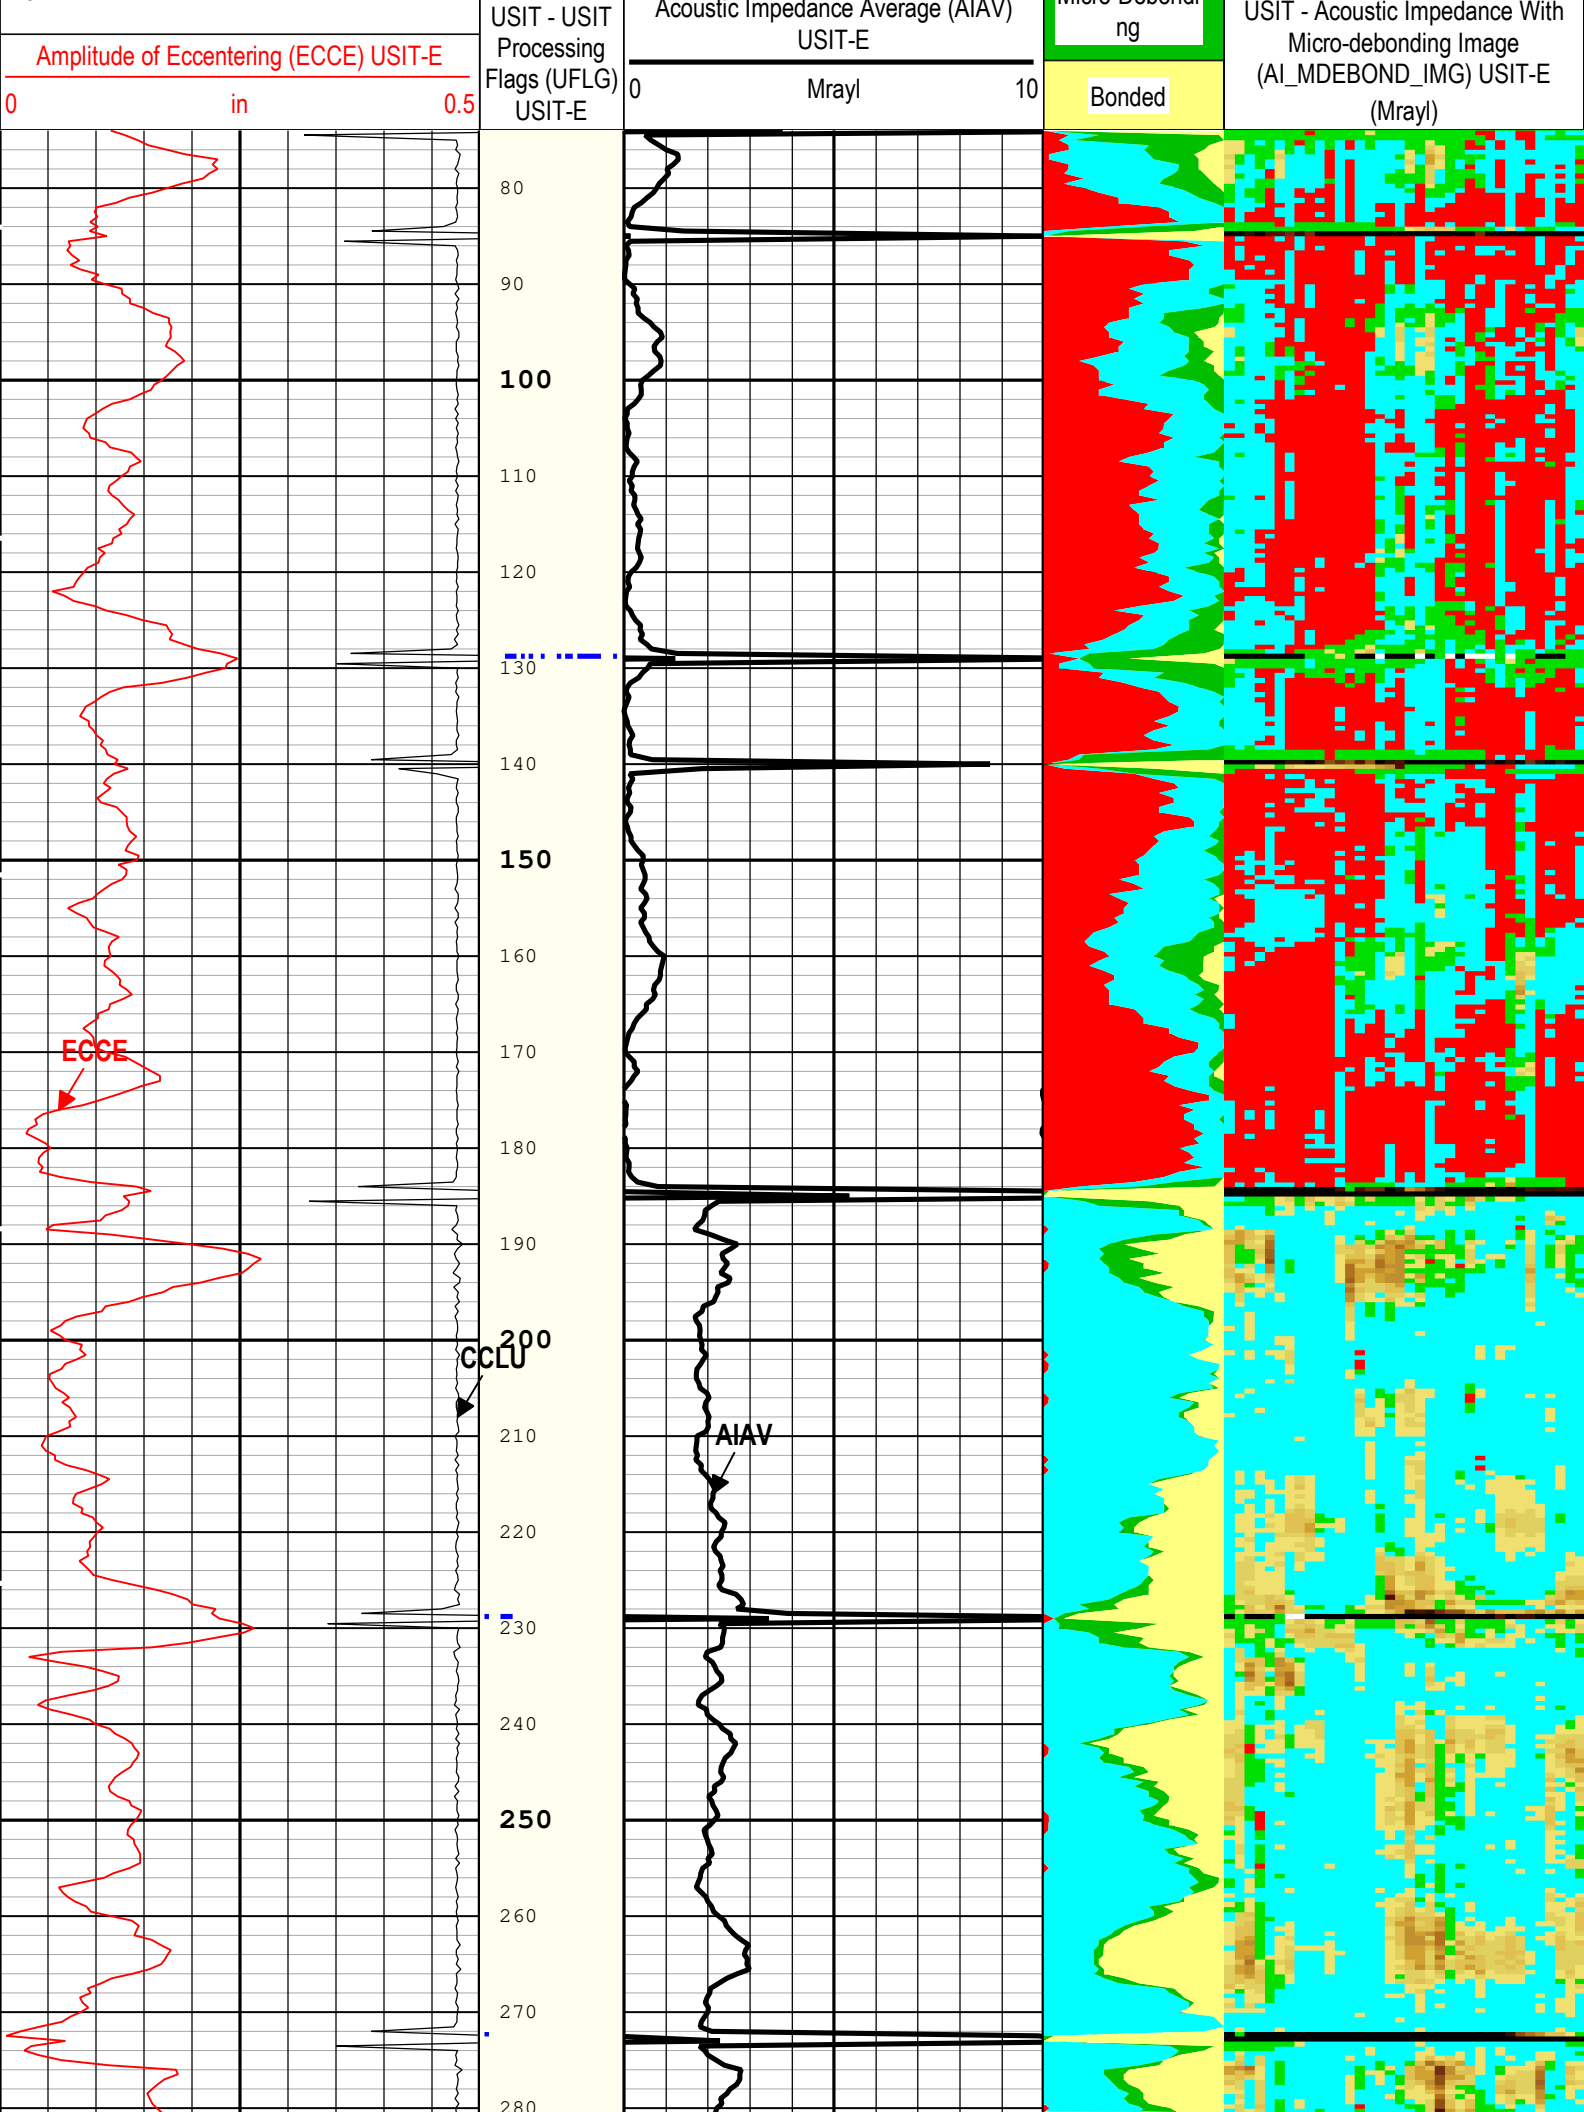 Amplitude of Eccentering (ECCE) USIT-E
0 in 0.5
USIT - USIT
Processing
Flags (UFLG)
USIT-E
Acoustic Impedance Average (AIAV)
USIT-E
0 Mrayl 10
Micro-Debondi
ng
Bonded
USIT - Acoustic Impedance With
Micro-debonding Image
(AI_MDEBOND_IMG) USIT-E
(Mrayl)
80
90
100
110
120
130
140
150
160
170
ECCE
180
190
200
CCLU
210
AIAV
220
230
240
250
260
270
280